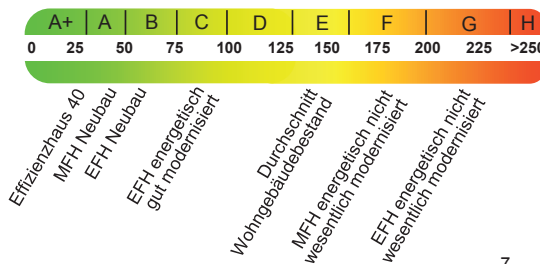 A+ A B C D E F G H
0 25 50 75 100 125 150 175 200 225 >250
Effizienzhaus 40
MFH Neubau
EFH Neubau
EFH energetisch
gut modernisiert
Durchschnitt
Wohngebäudebestand
MFH energetisch nicht
wesentlich modernisiert
EFH energetisch nicht
wesentlich modernisiert
7